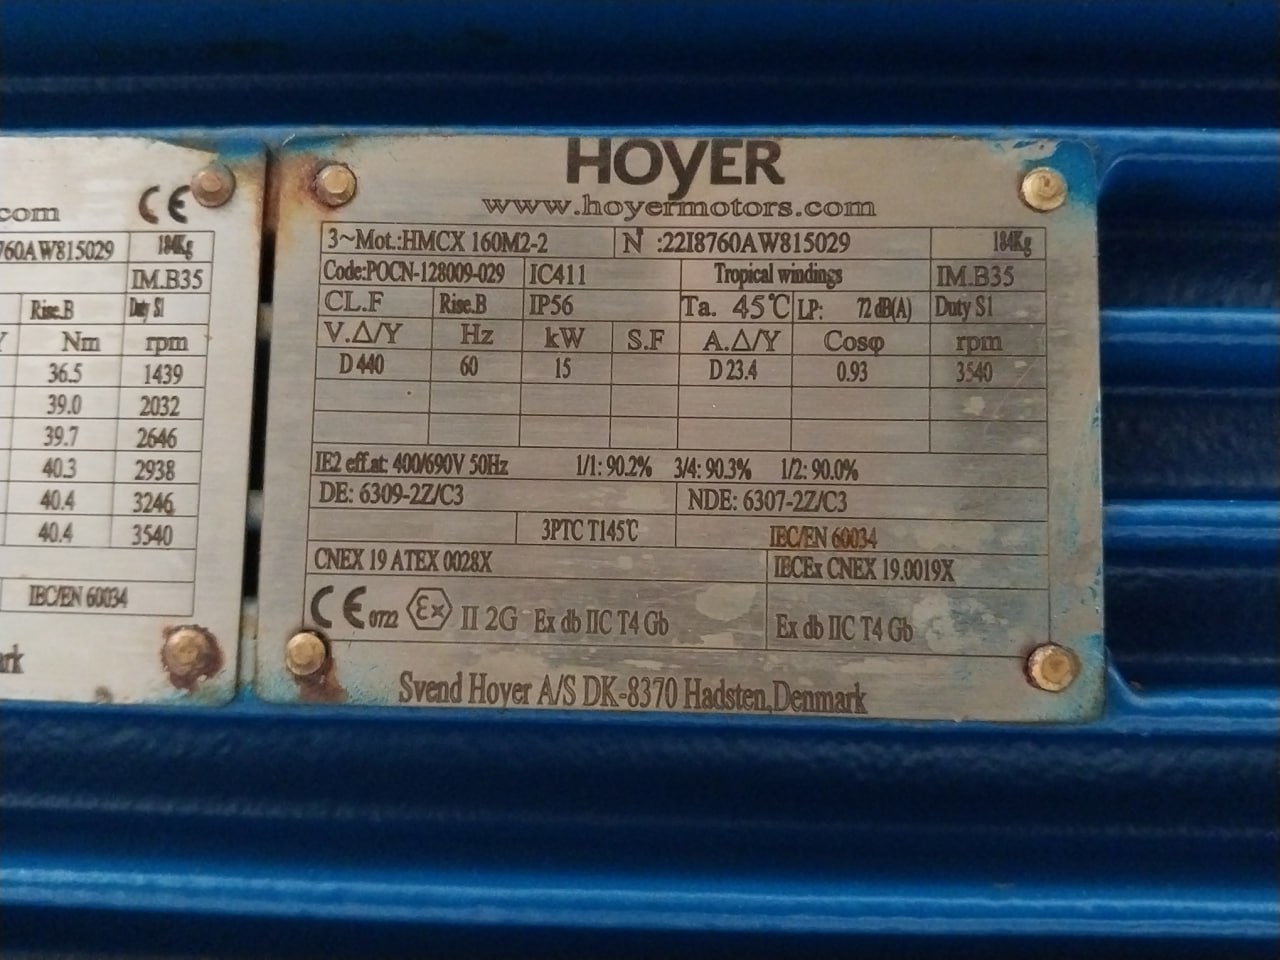 com CE
760AW815029 184Kg
IM.B35
Rise.B Duty S1
Y Nm rpm
36.5 1439
39.0 2032
39.7 2646
40.3 2938
40.4 3246
40.4 3540
IEC/EN 60034
ark
HOYER
www.hoyermotors.com
3~Mot.:HMCX 160M2-2 N° :22I8760AW815029 184Kg
Code:POCN-128009-029 IC411 Tropical windings IM.B35
CL.F Rise.B IP56 Ta. 45℃ LP: 72 dB(A) Duty S1
V.Δ/Y Hz kW S.F A.Δ/Y Cosφ rpm
D 440 60 15 D 23.4 0.93 3540
IE2 eff.at: 400/690V 50Hz 1/1: 90.2% 3/4: 90.3% 1/2: 90.0%
DE: 6309-2Z/C3 NDE: 6307-2Z/C3
3PTC T145℃ IEC/EN 60034
CNEX 19 ATEX 0028X IECEx CNEX 19.0019X
CE 0722 Ex II 2G Ex db IIC T4 Gb Ex db IIC T4 Gb
Svend Hoyer A/S DK-8370 Hadsten,Denmark